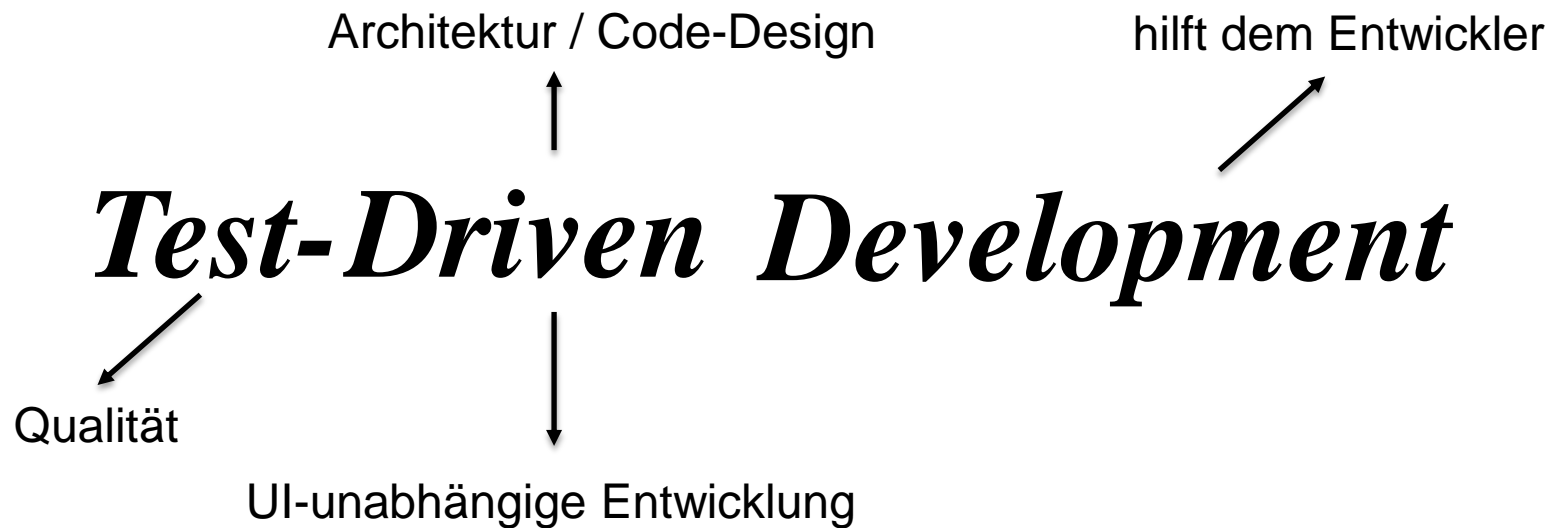 Architektur / Code-Design
hilft dem Entwickler
Test-Driven Development
Qualität
UI-unabhängige Entwicklung